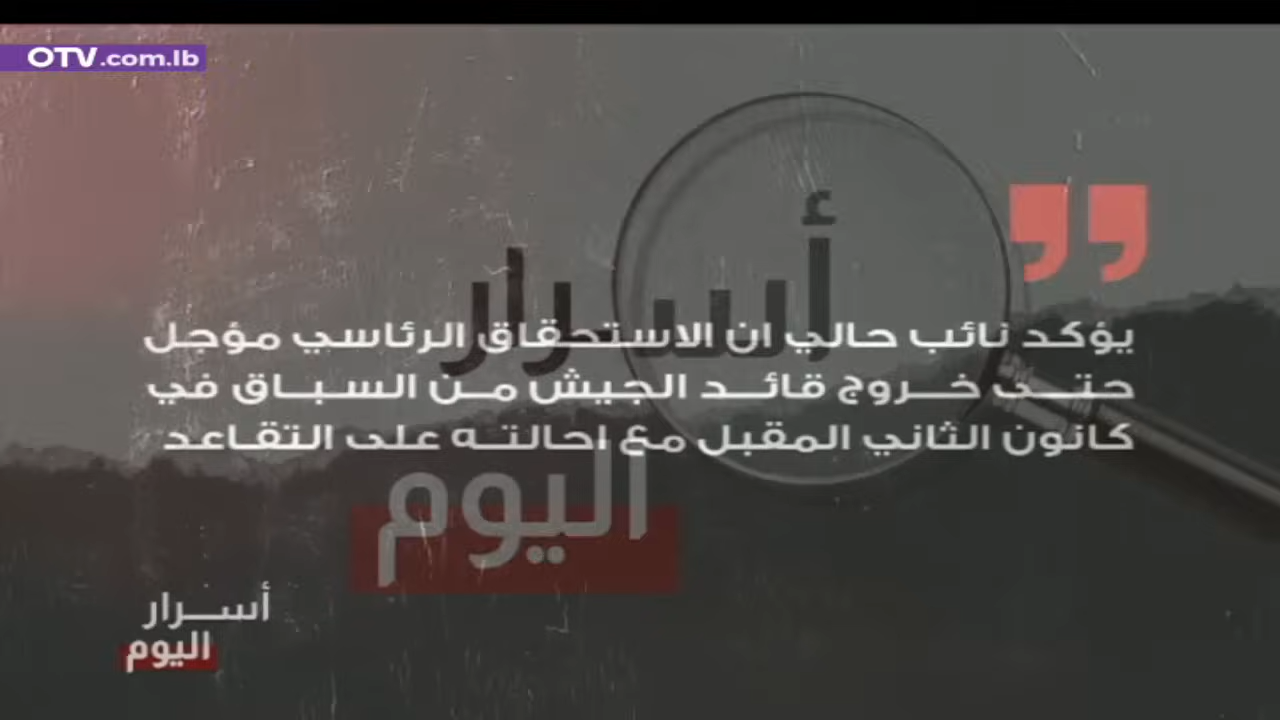 OTV.com.lb
أسرار
يؤكد نائب حالي ان الاستحقاق الرئاسي مؤجل
حتى خروج قائد الجيش من السباق في
كانون الثاني المقبل مع احالته على التقاعد
اليوم
أسرار
اليوم